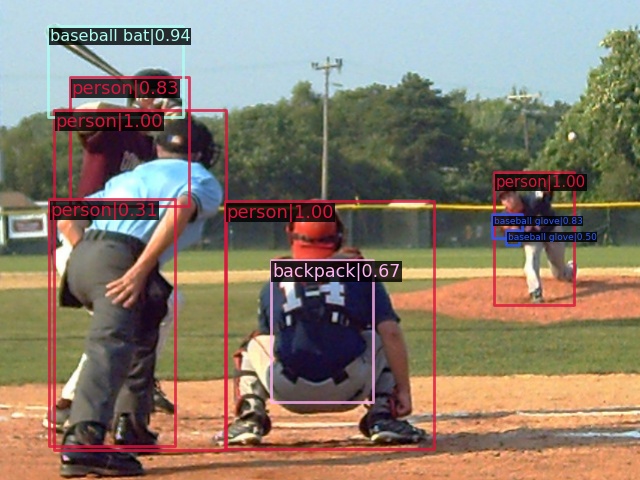 baseball bat|0.94
person|0.83
person|1.00
person|1.00
baseball glove|0.83
baseball glove|0.50
person|0.31
person|1.00
backpack|0.67
14